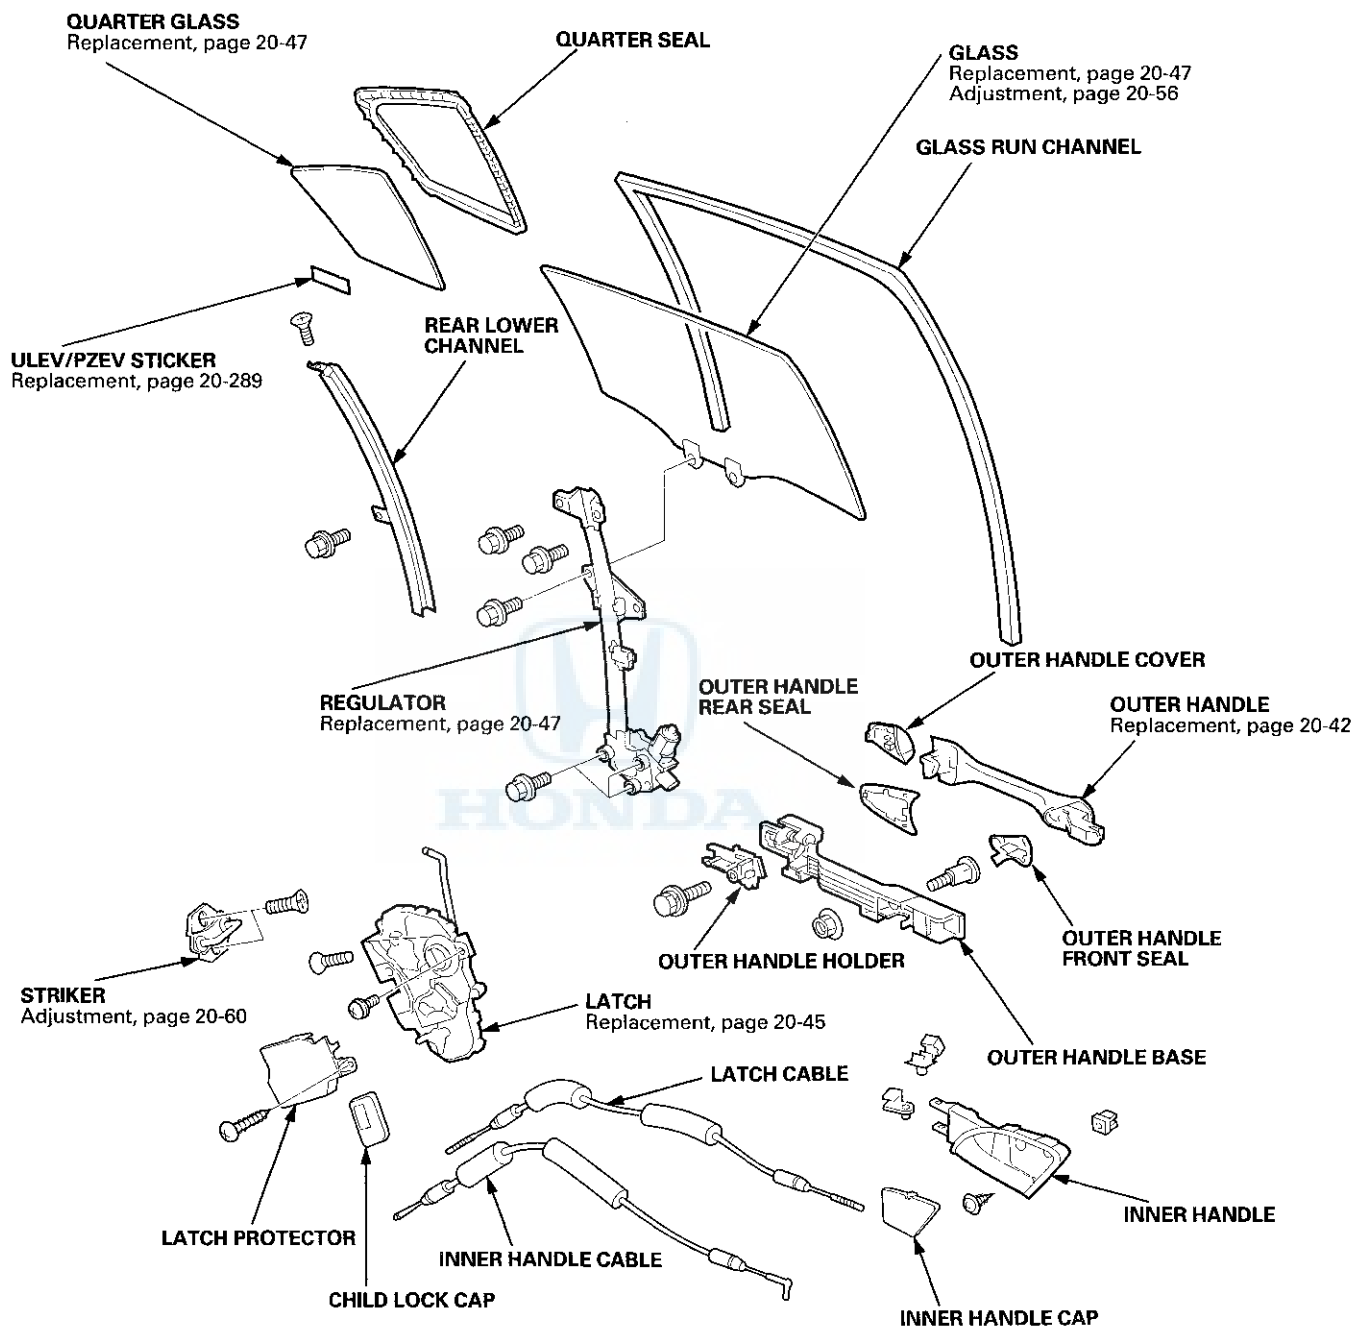 QUARTER GLASS
Replacement, page 20-47
QUARTER SEAL
GLASS
Replacement, page 20-47
Adjustment, page 20-56
GLASS RUN CHANNEL
REAR LOWER
CHANNEL
ULEV/PZEV STICKER
Replacement, page 20-289
OUTER HANDLE COVER
OUTER HANDLE
REAR SEAL
REGULATOR
Replacement, page 20-47
OUTER HANDLE
Replacement, page 20-42
HONDA
OUTER HANDLE
FRONT SEAL
OUTER HANDLE HOLDER
STRIKER
Adjustment, page 20-60
LATCH
Replacement, page 20-45
OUTER HANDLE BASE
LATCH CABLE
LATCH PROTECTOR
INNER HANDLE
INNER HANDLE CABLE
CHILD LOCK CAP
INNER HANDLE CAP